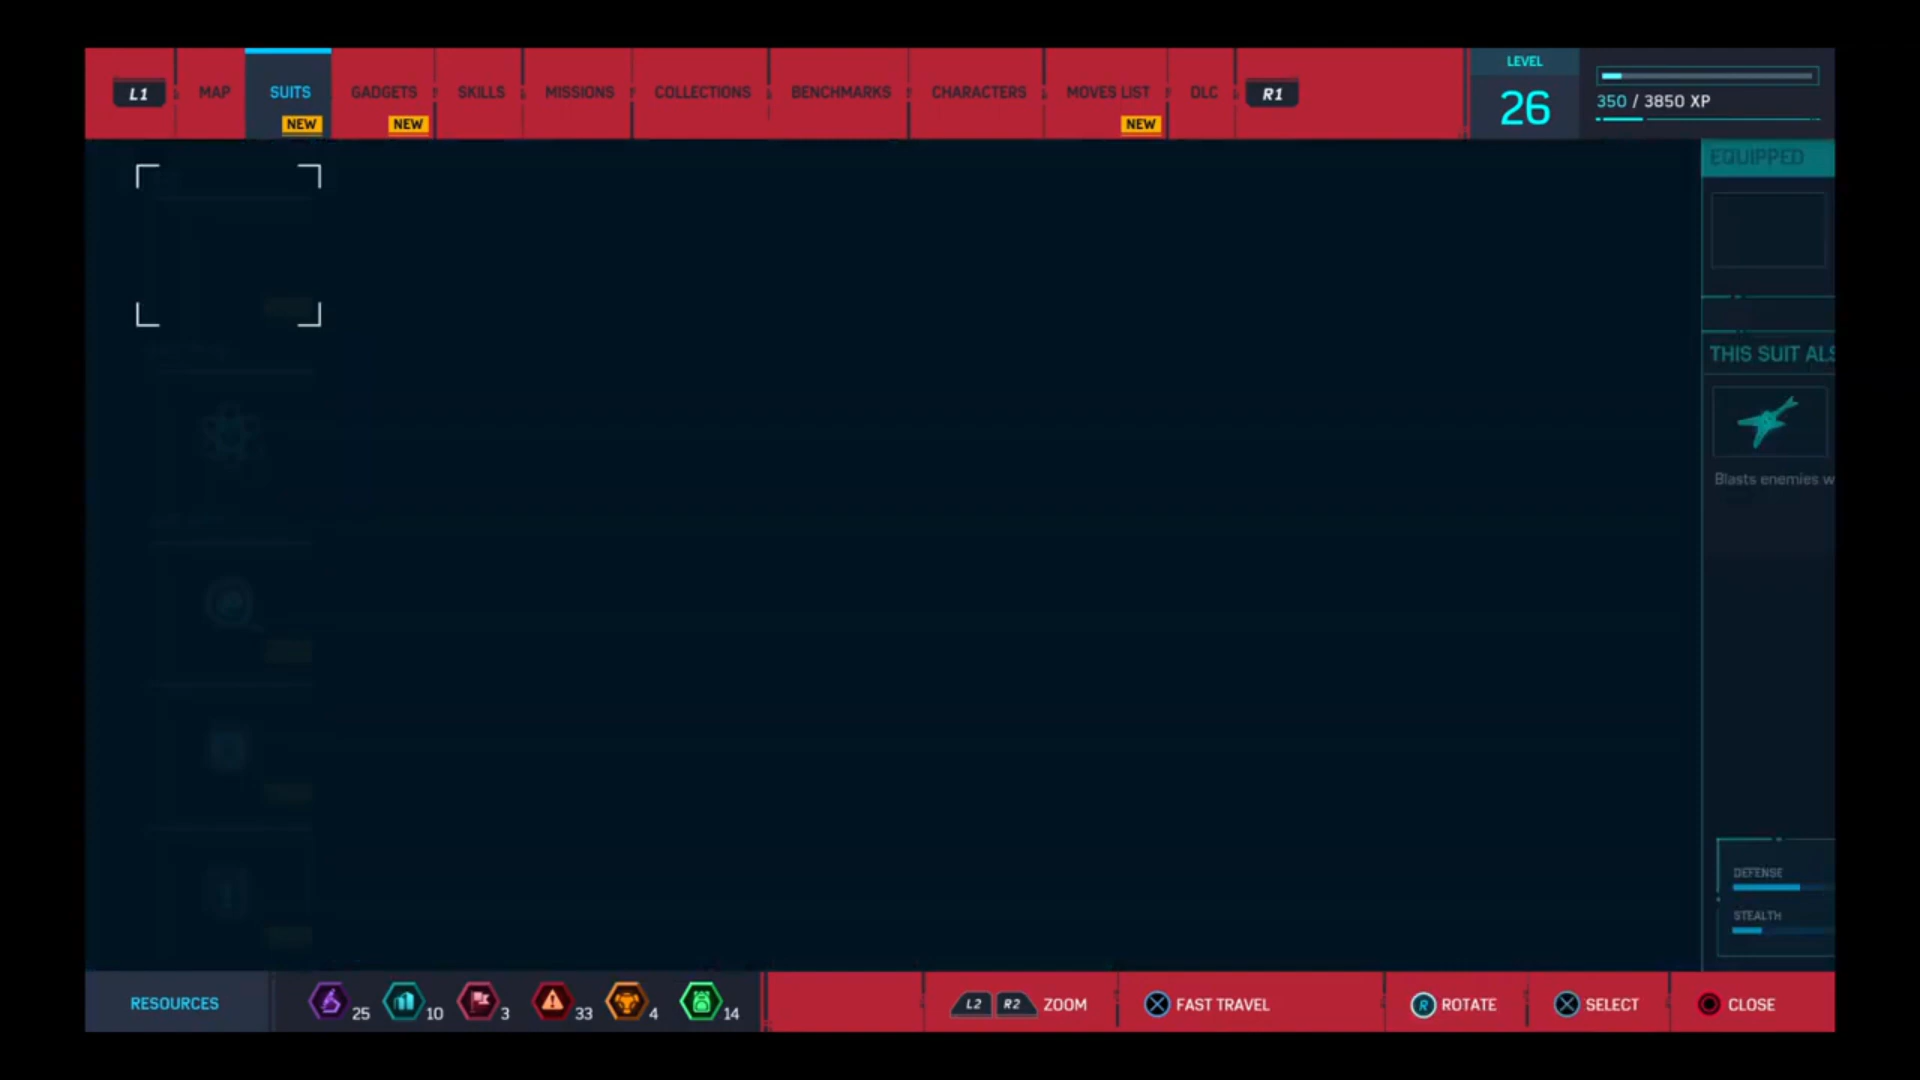 L1 MAP SUITS GADGETS SKILLS MISSIONS COLLECTIONS BENCHMARKS CHARACTERS MOVES LIST DLC R1
NEW NEW NEW
LEVEL
26
350 / 3850 XP
EQUIPPED
THIS SUIT ALS
Blasts enemies w
DEFENSE
STEALTH
RESOURCES 25 10 3 33 4 14 L2 R2 ZOOM FAST TRAVEL R ROTATE SELECT CLOSE